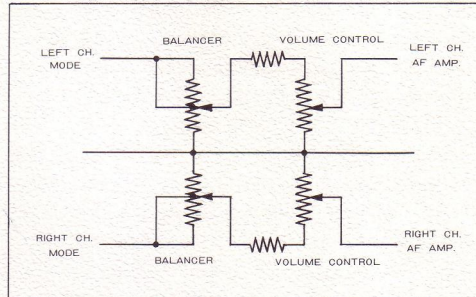 BALANCER
VOLUME CONTROL
LEFT CH.
MODE
LEFT CH.
AF AMP.
RIGHT CH.
MODE
RIGHT CH.
AF AMP.
BALANCER
VOLUME CONTROL